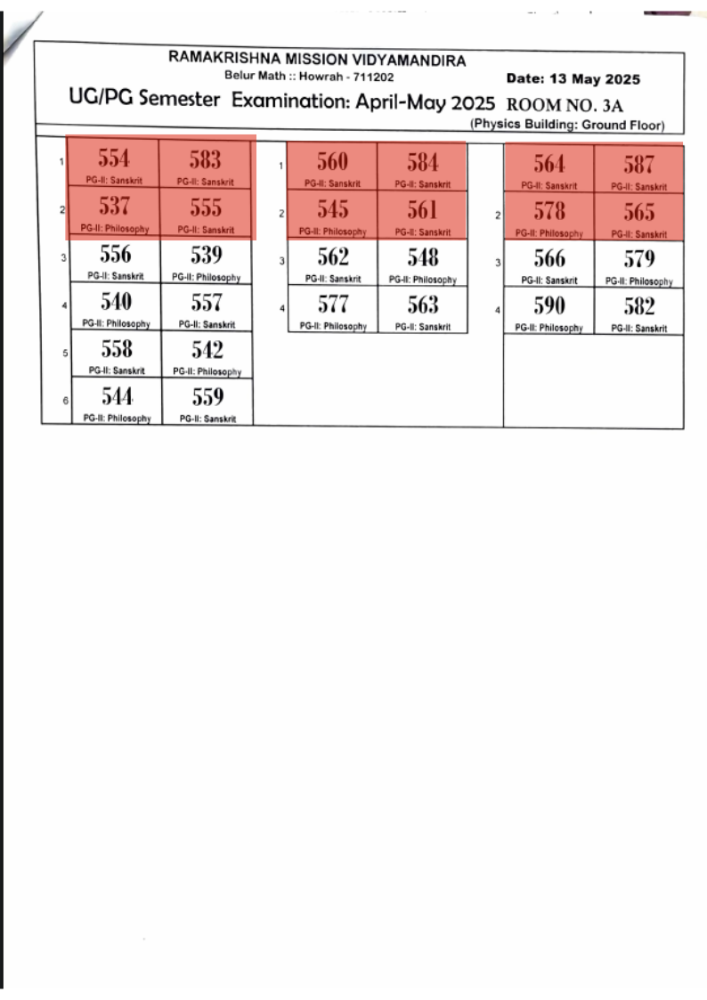 RAMAKRISHNA MISSION VIDYAMANDIRA
Belur Math :: Howrah - 711202
Date: 13 May 2025
UG/PG Semester Examination: April-May 2025 ROOM NO. 3A
(Physics Building: Ground Floor)
1 554 583 1 560 584 564 587
PG-II: Sanskrit PG-II: Sanskrit PG-II: Sanskrit PG-II: Sanskrit PG-II: Sanskrit PG-II: Sanskrit
2 537 555 2 545 561 2 578 565
PG-II: Philosophy PG-II: Sanskrit PG-II: Philosophy PG-II: Sanskrit PG-II: Philosophy PG-II: Sanskrit
3 556 539 3 562 548 3 566 579
PG-II: Sanskrit PG-II: Philosophy PG-II: Sanskrit PG-II: Philosophy PG-II: Sanskrit PG-II: Philosophy
4 540 557 4 577 563 4 590 582
PG-II: Philosophy PG-II: Sanskrit PG-II: Philosophy PG-II: Sanskrit PG-II: Philosophy PG-II: Sanskrit
5 558 542
PG-II: Sanskrit PG-II: Philosophy
6 544 559
PG-II: Philosophy PG-II: Sanskrit